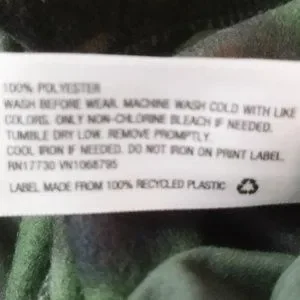 100% POLYESTER
WASH BEFORE WEAR. MACHINE WASH COLD WITH LIKE
COLORS. ONLY NON-CHLORINE BLEACH IF NEEDED.
TUMBLE DRY LOW. REMOVE PROMPTLY.
COOL IRON IF NEEDED. DO NOT IRON ON PRINT LABEL.
RN17730 VN1068795
LABEL MADE FROM 100% RECYCLED PLASTIC